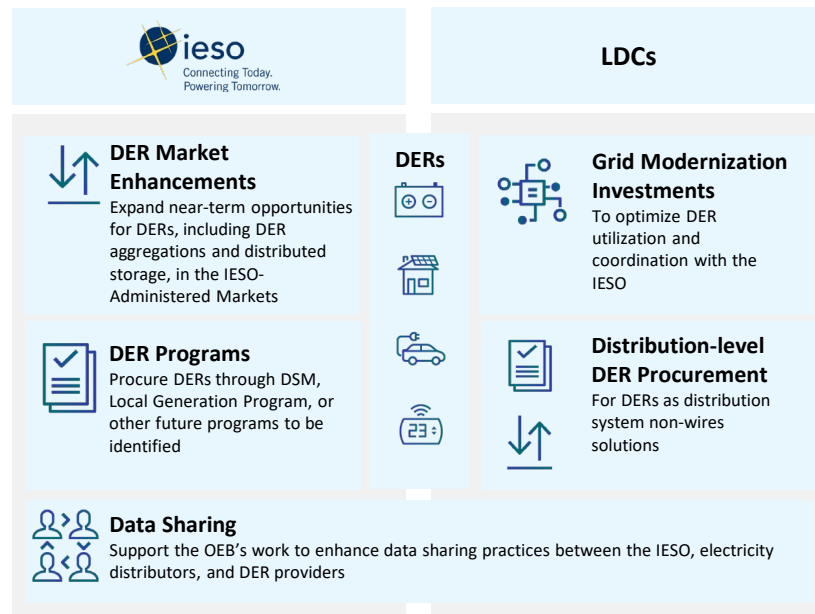 ieso
Connecting Today.
Powering Tomorrow.
LDCs
DER Market
Enhancements
Expand near-term opportunities
for DERs, including DER
aggregations and distributed
storage, in the IESO-
Administered Markets
DER Programs
Procure DERs through DSM,
Local Generation Program, or
other future programs to be
identified
DERs
23
Grid Modernization
Investments
To optimize DER
utilization and
coordination with the
IESO
Distribution-level
DER Procurement
For DERs as distribution
system non-wires
solutions
Data Sharing
Support the OEB's work to enhance data sharing practices between the IESO, electricity
distributors, and DER providers